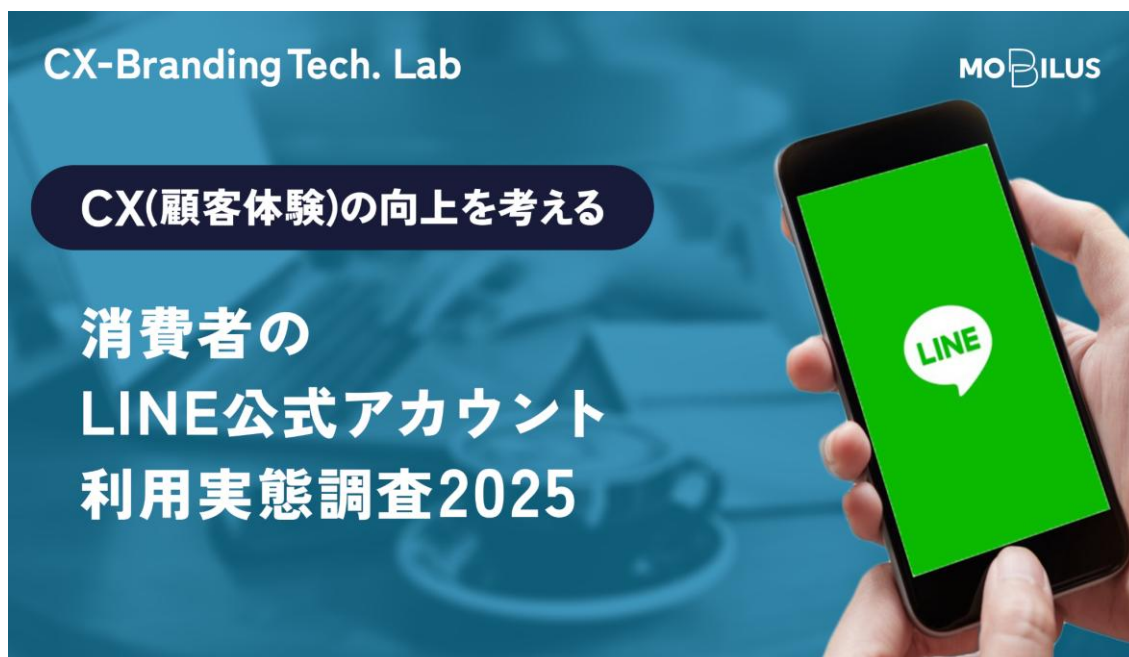 CX-Branding Tech. Lab
MOBILUS
CX(顧客体験)の向上を考える
消費者の
LINE公式アカウント
利用実態調査2025
LINE